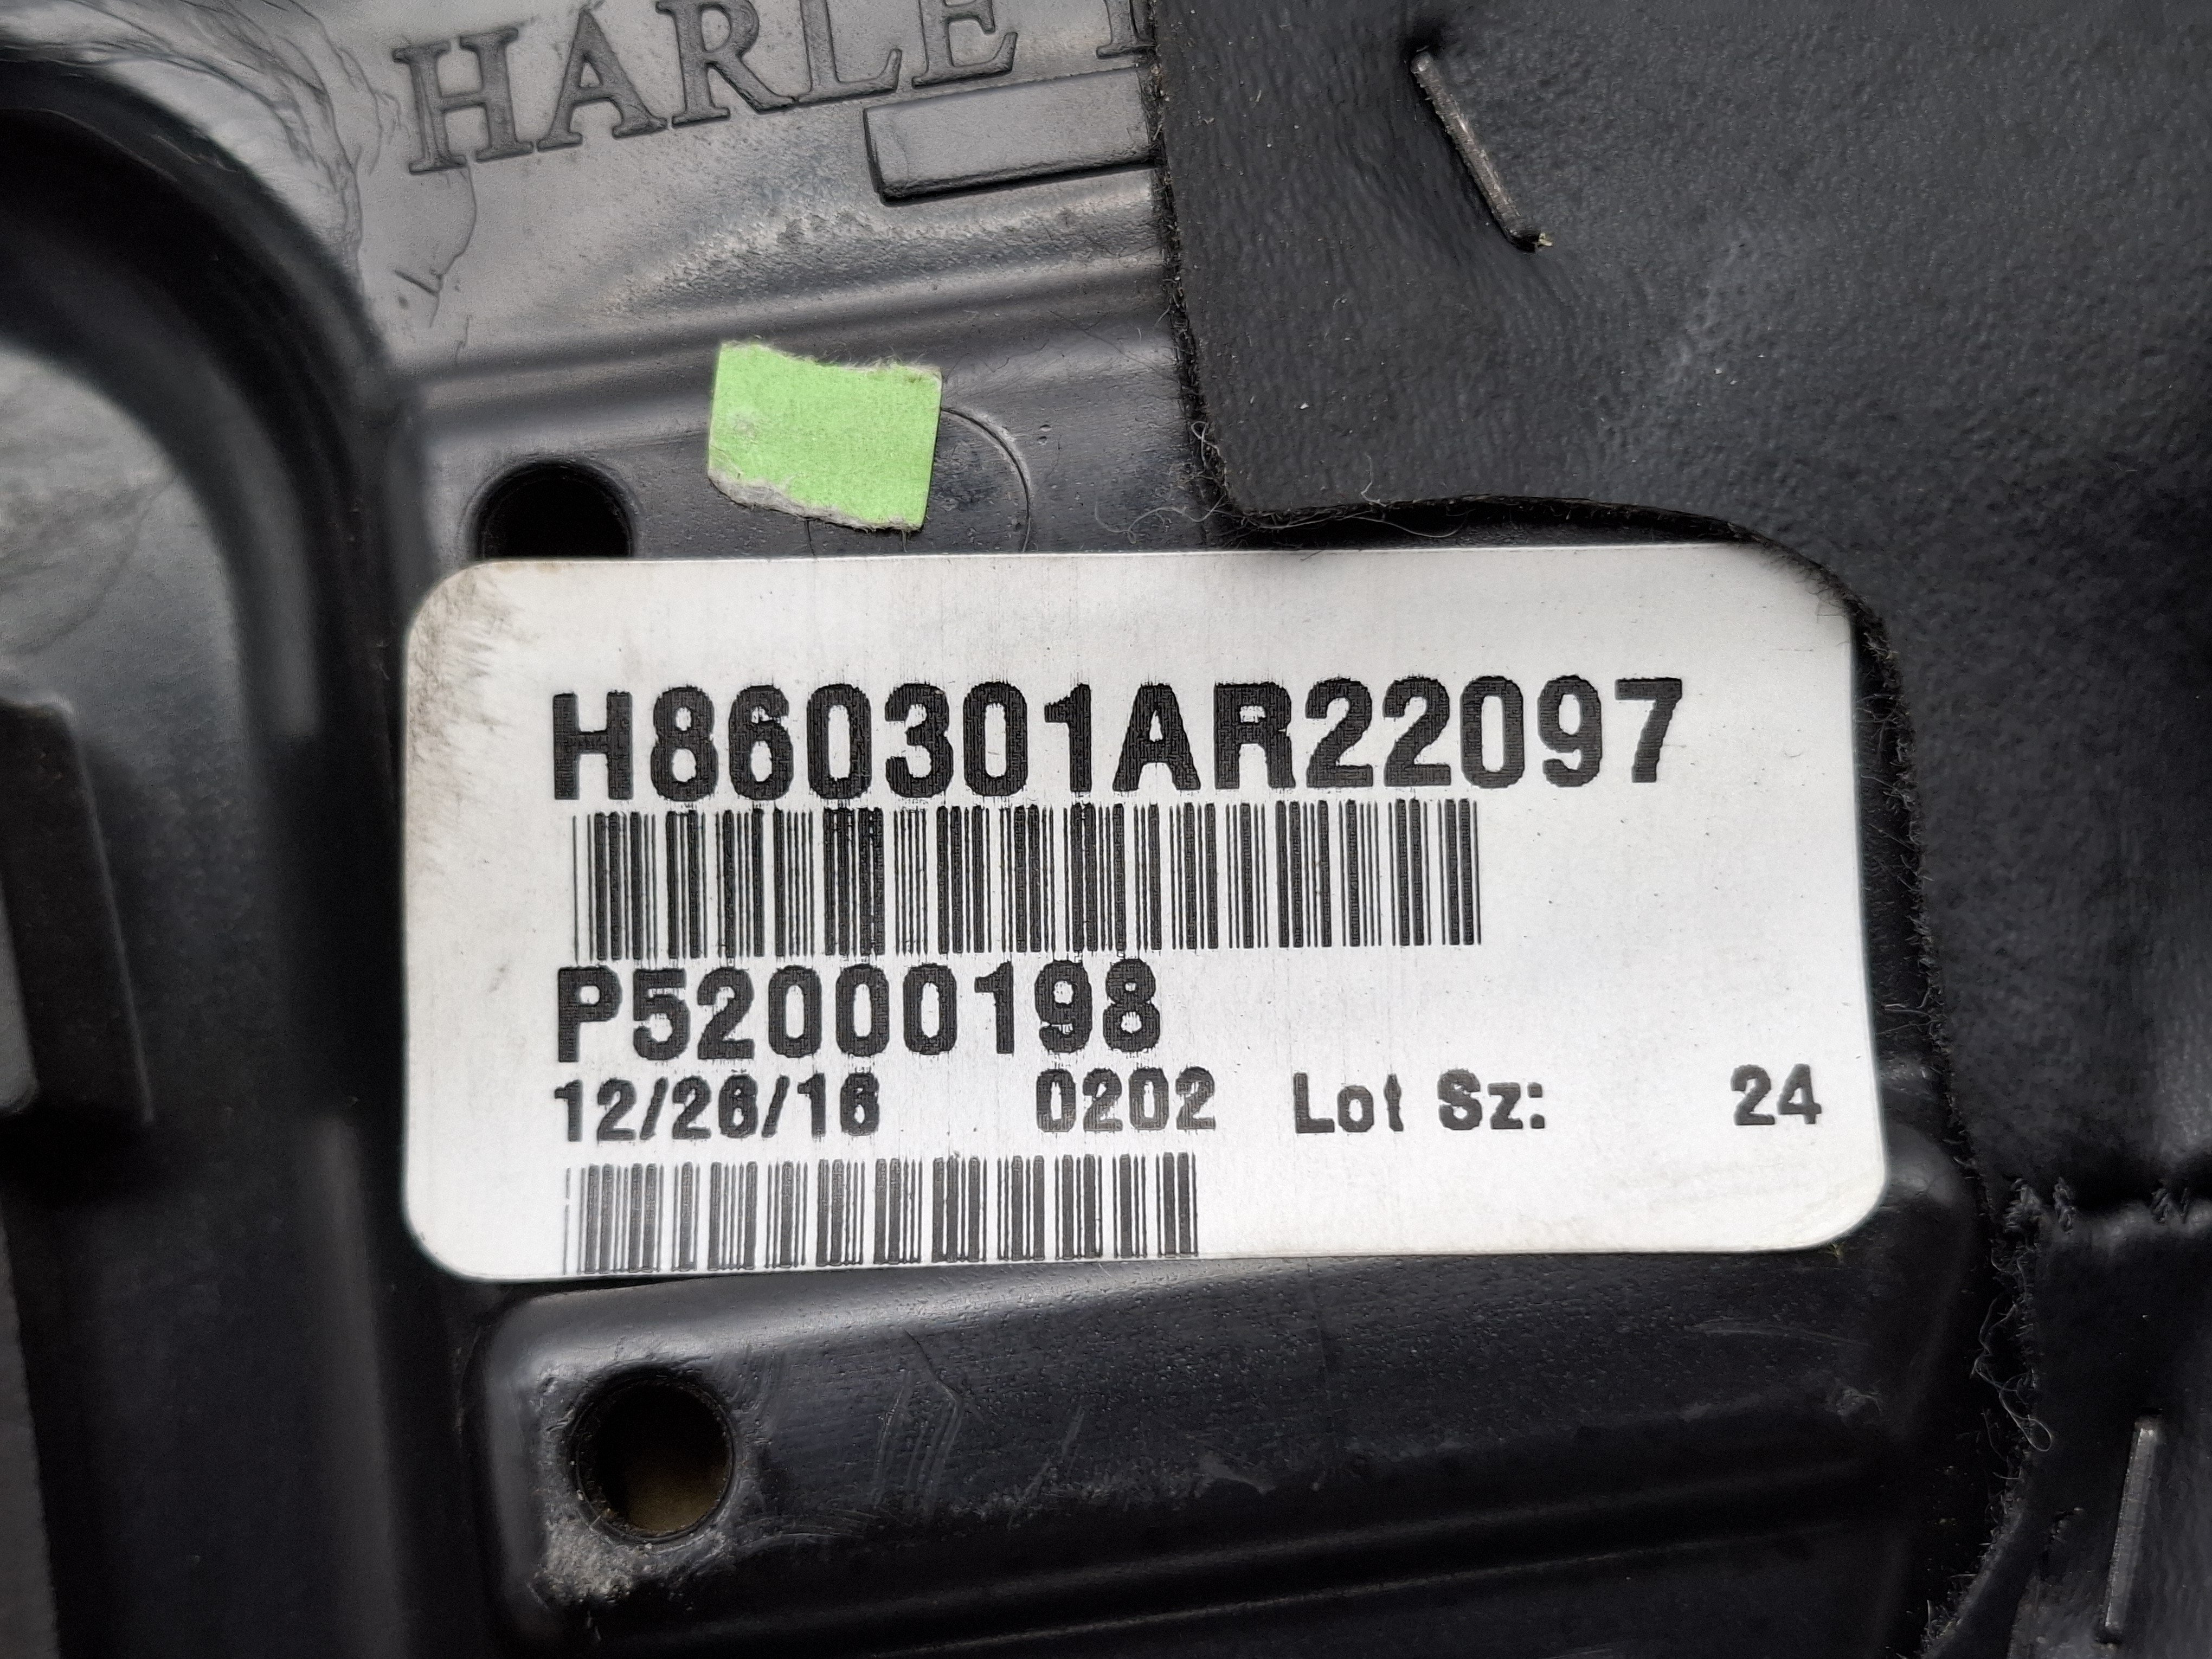 HARLE
H860301AR22097
P52000198
12/26/16 0202 Lot Sz: 24